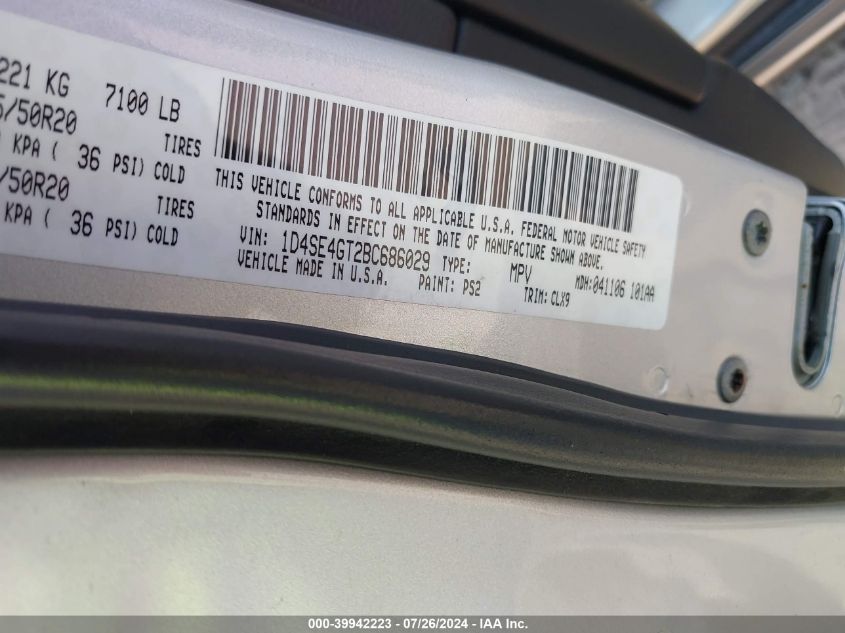 221 KG 7100 LB
/50R20 TIRES
KPA ( 36 PSI) COLD
/50R20 TIRES
KPA ( 36 PSI) COLD
THIS VEHICLE CONFORMS TO ALL APPLICABLE U.S.A. FEDERAL MOTOR VEHICLE SAFETY
STANDARDS IN EFFECT ON THE DATE OF MANUFACTURE SHOWN ABOVE.
VIN: 1D4SE4GT2BC686029 TYPE: MPV MDH:041106 101AA
VEHICLE MADE IN U.S.A. PAINT: PS2 TRIM: CLX9
000-39942223 - 07/26/2024 - IAA Inc.